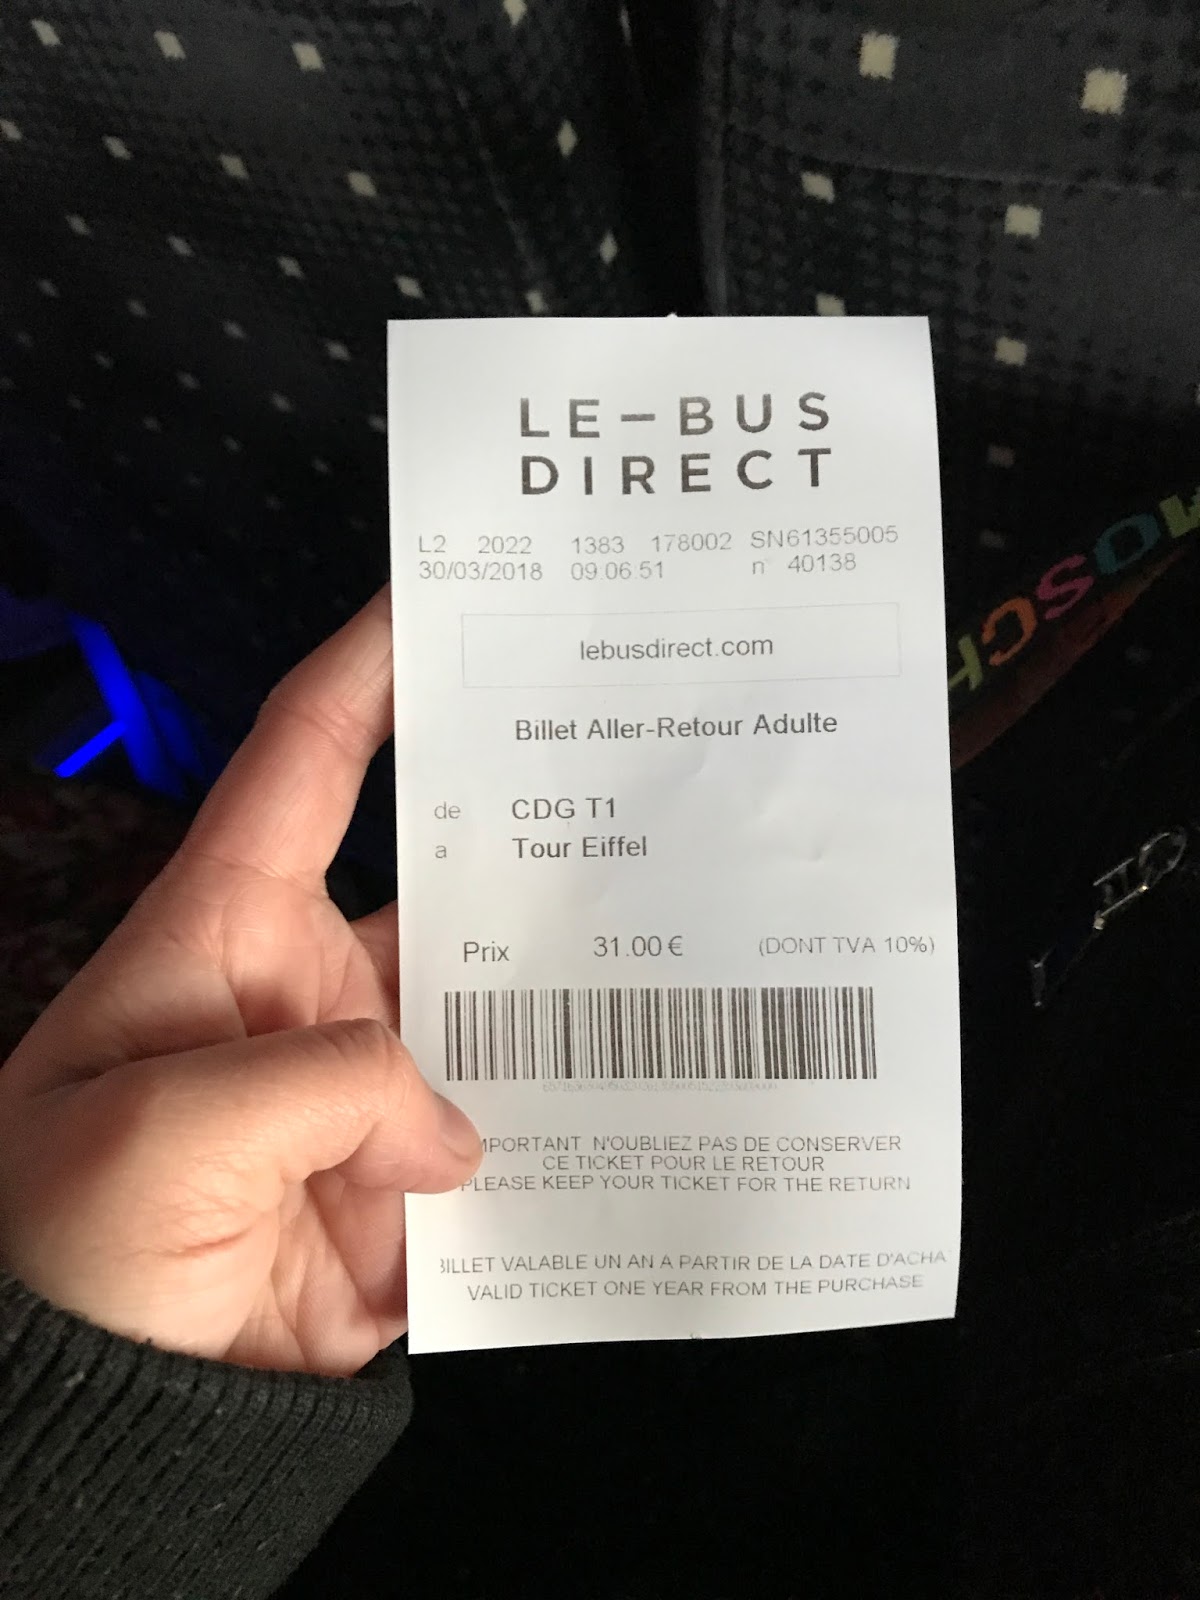 LE–BUS
DIRECT
L2 2022 1383 178002 SN61355005
30/03/2018 09:06:51 n° 40138
lebusdirect.com
Billet Aller-Retour Adulte
de CDG T1
a Tour Eiffel
Prix 31.00 € (DONT TVA 10%)
MPORTANT N'OUBLIEZ PAS DE CONSERVER
CE TICKET POUR LE RETOUR
PLEASE KEEP YOUR TICKET FOR THE RETURN
BILLET VALABLE UN AN A PARTIR DE LA DATE D'ACHA
VALID TICKET ONE YEAR FROM THE PURCHASE
MOSCH